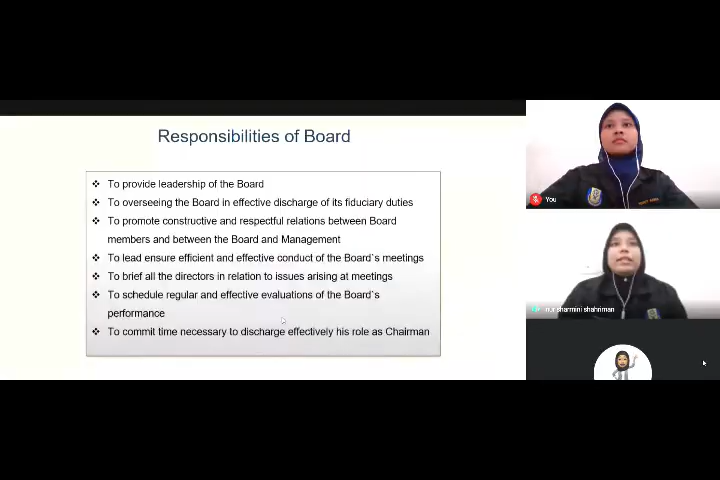 Responsibilities of Board
❖ To provide leadership of the Board
❖ To overseeing the Board in effective discharge of its fiduciary duties
❖ To promote constructive and respectful relations between Board
members and between the Board and Management
❖ To lead ensure efficient and effective conduct of the Board`s meetings
❖ To brief all the directors in relation to issues arising at meetings
❖ To schedule regular and effective evaluations of the Board`s
performance
❖ To commit time necessary to discharge effectively his role as Chairman
You
nur sharmini shahriman